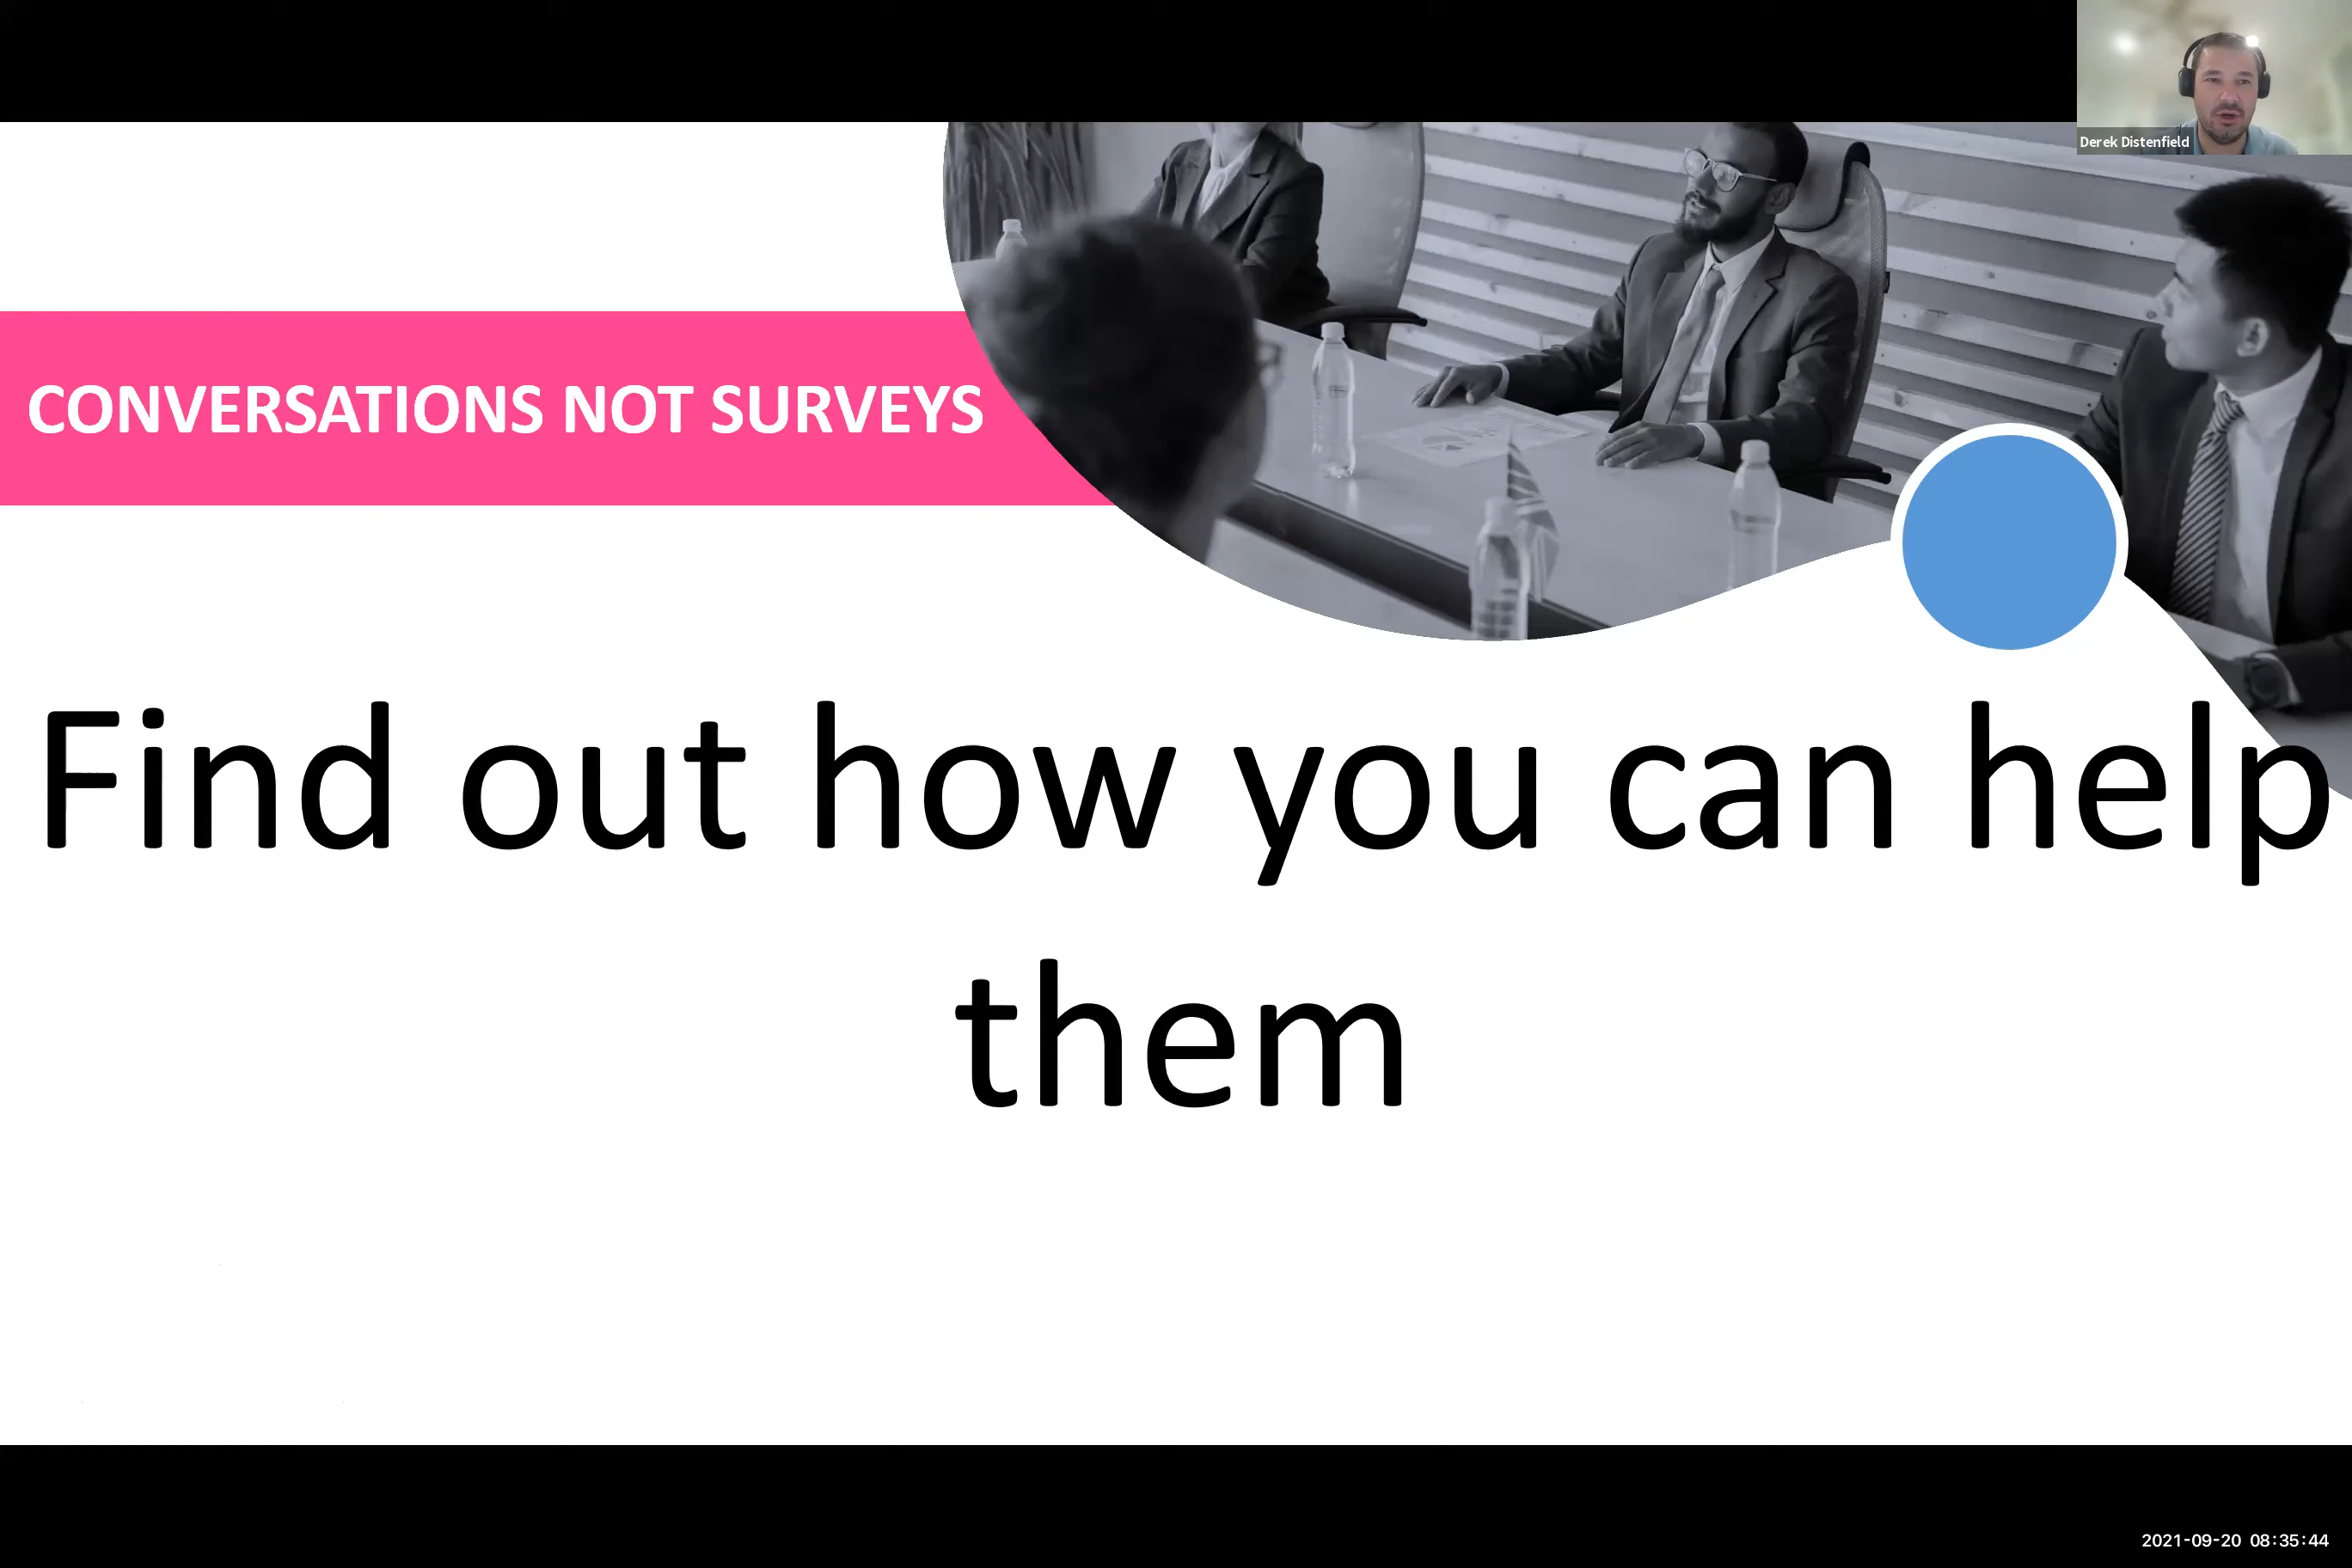 Derek Distenfield
CONVERSATIONS NOT SURVEYS
Find out how you can help
them
2021-09-20 08:35:44